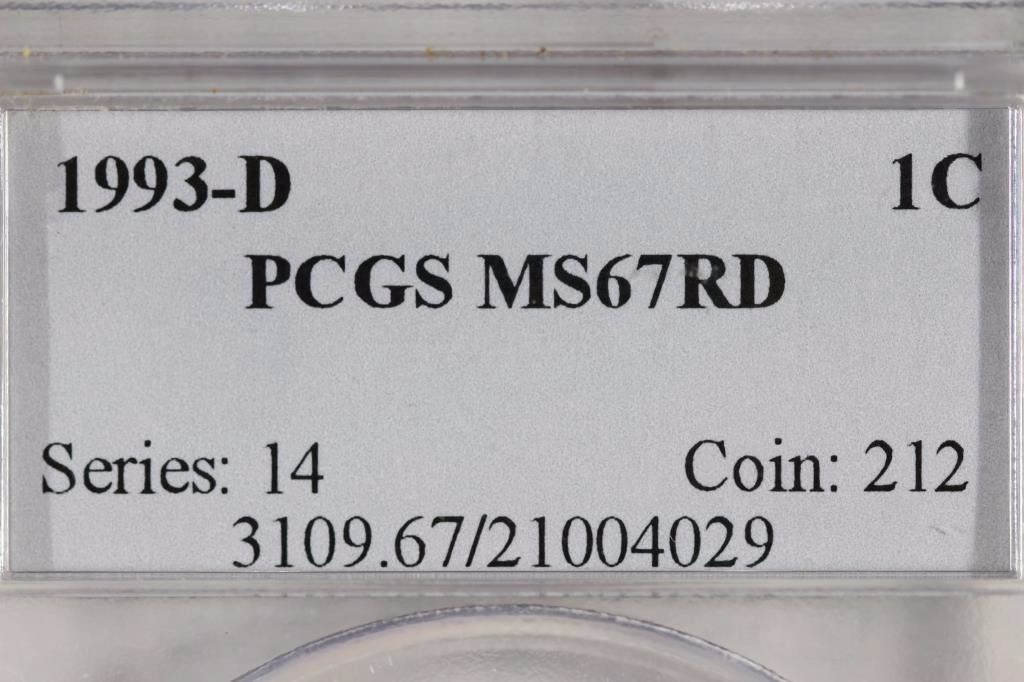 1993-D 1C
PCGS MS67RD
Series: 14 Coin: 212
3109.67/21004029